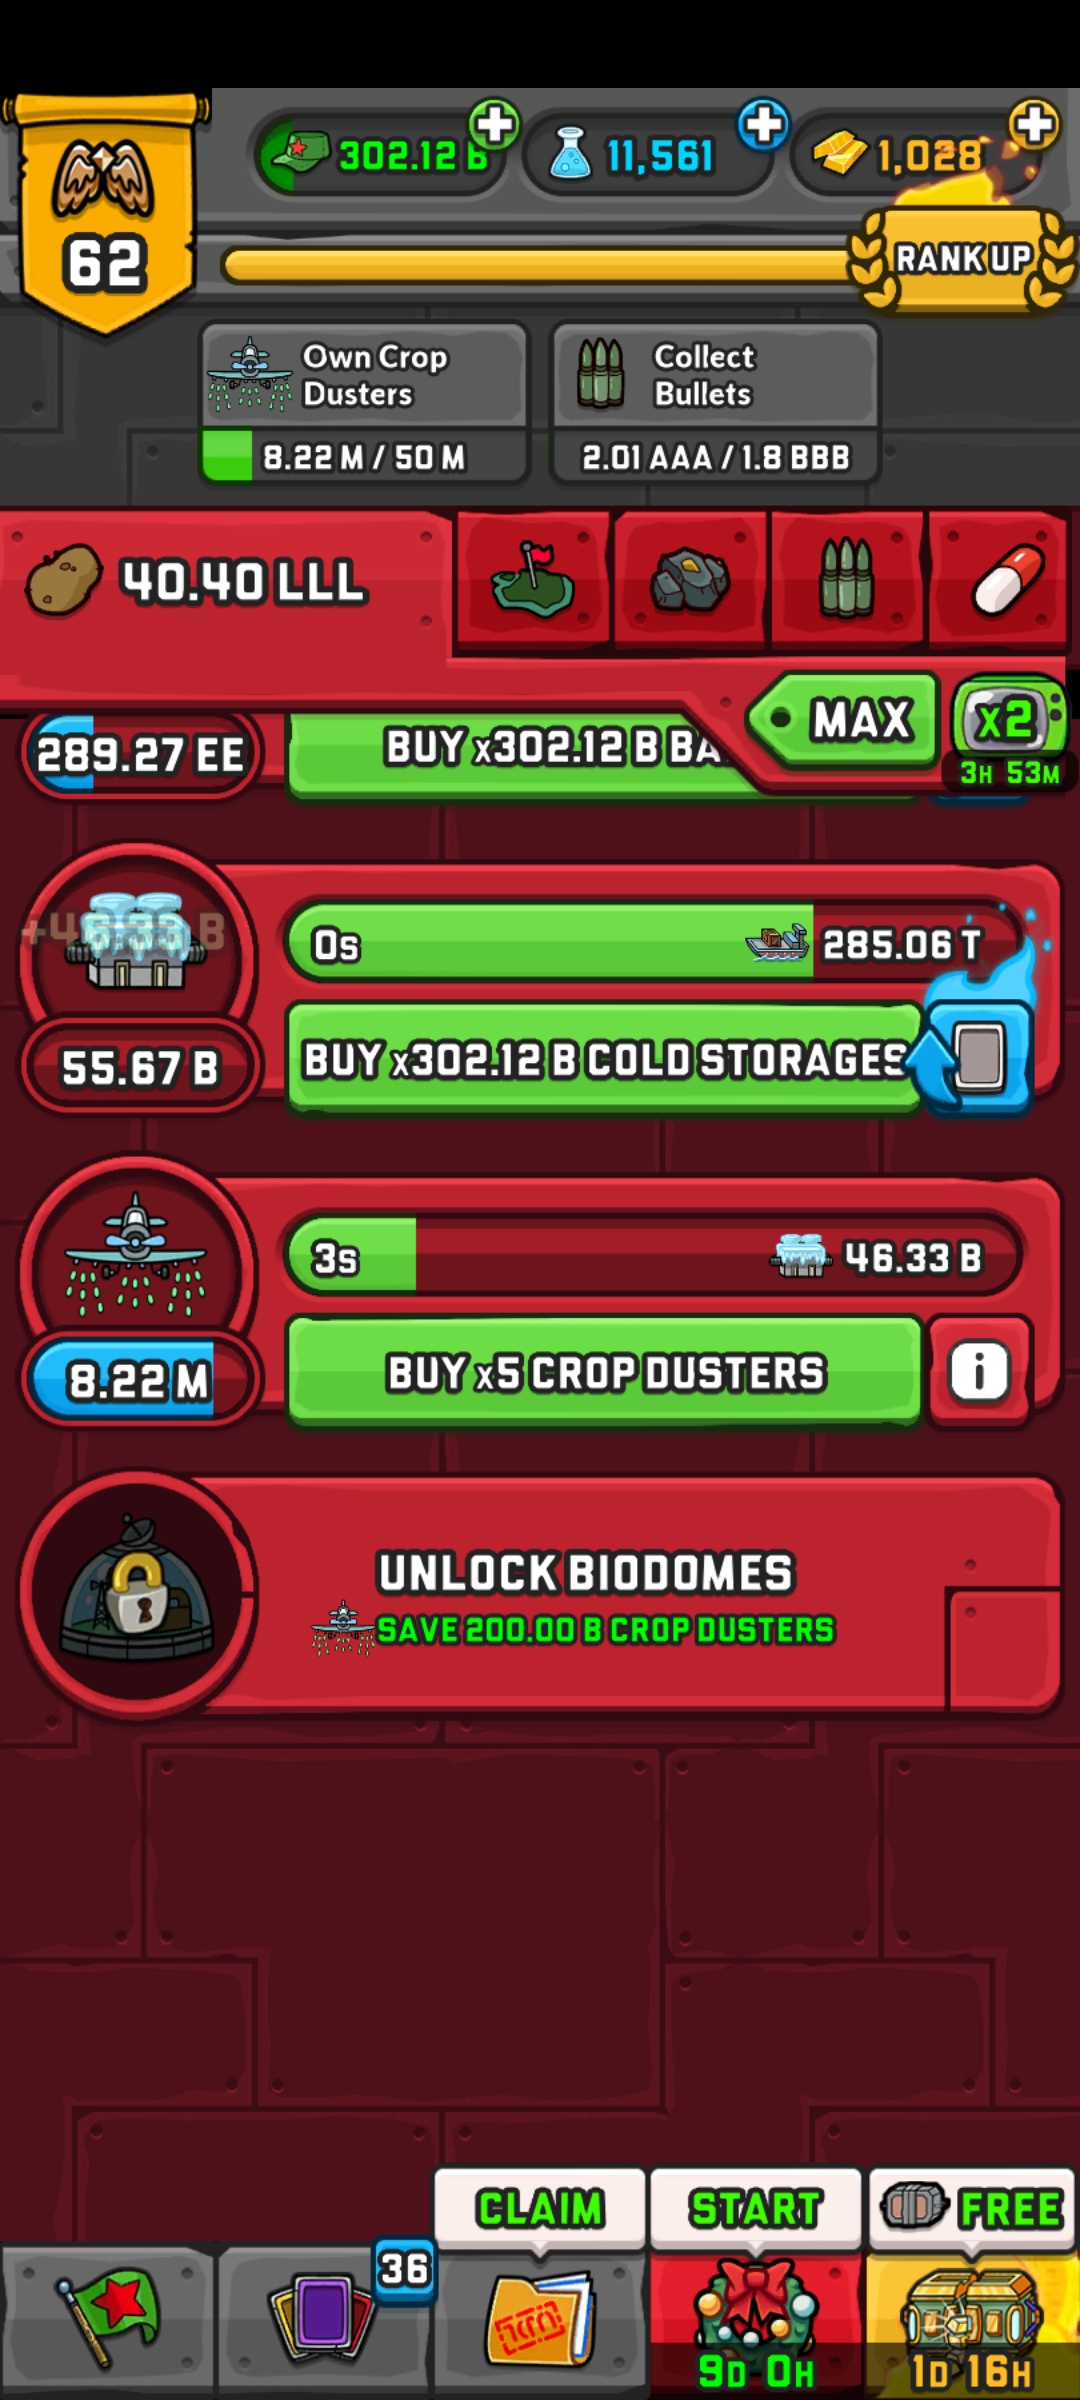 302.12 B
11,561
1,028
62
RANK UP
Own Crop
Dusters
8.22 M / 50 M
Collect
Bullets
2.01 AAA / 1.8 BBB
40.40 LLL
MAX
x2
3H 53M
289.27 EE
BUY x302.12 B BA
0s
285.06 T
55.67 B
BUY x302.12 B COLD STORAGES
3s
46.33 B
8.22 M
BUY x5 CROP DUSTERS
i
UNLOCK BIODOMES
SAVE 200.00 B CROP DUSTERS
CLAIM
START
FREE
36
9D 0H
1D 16H